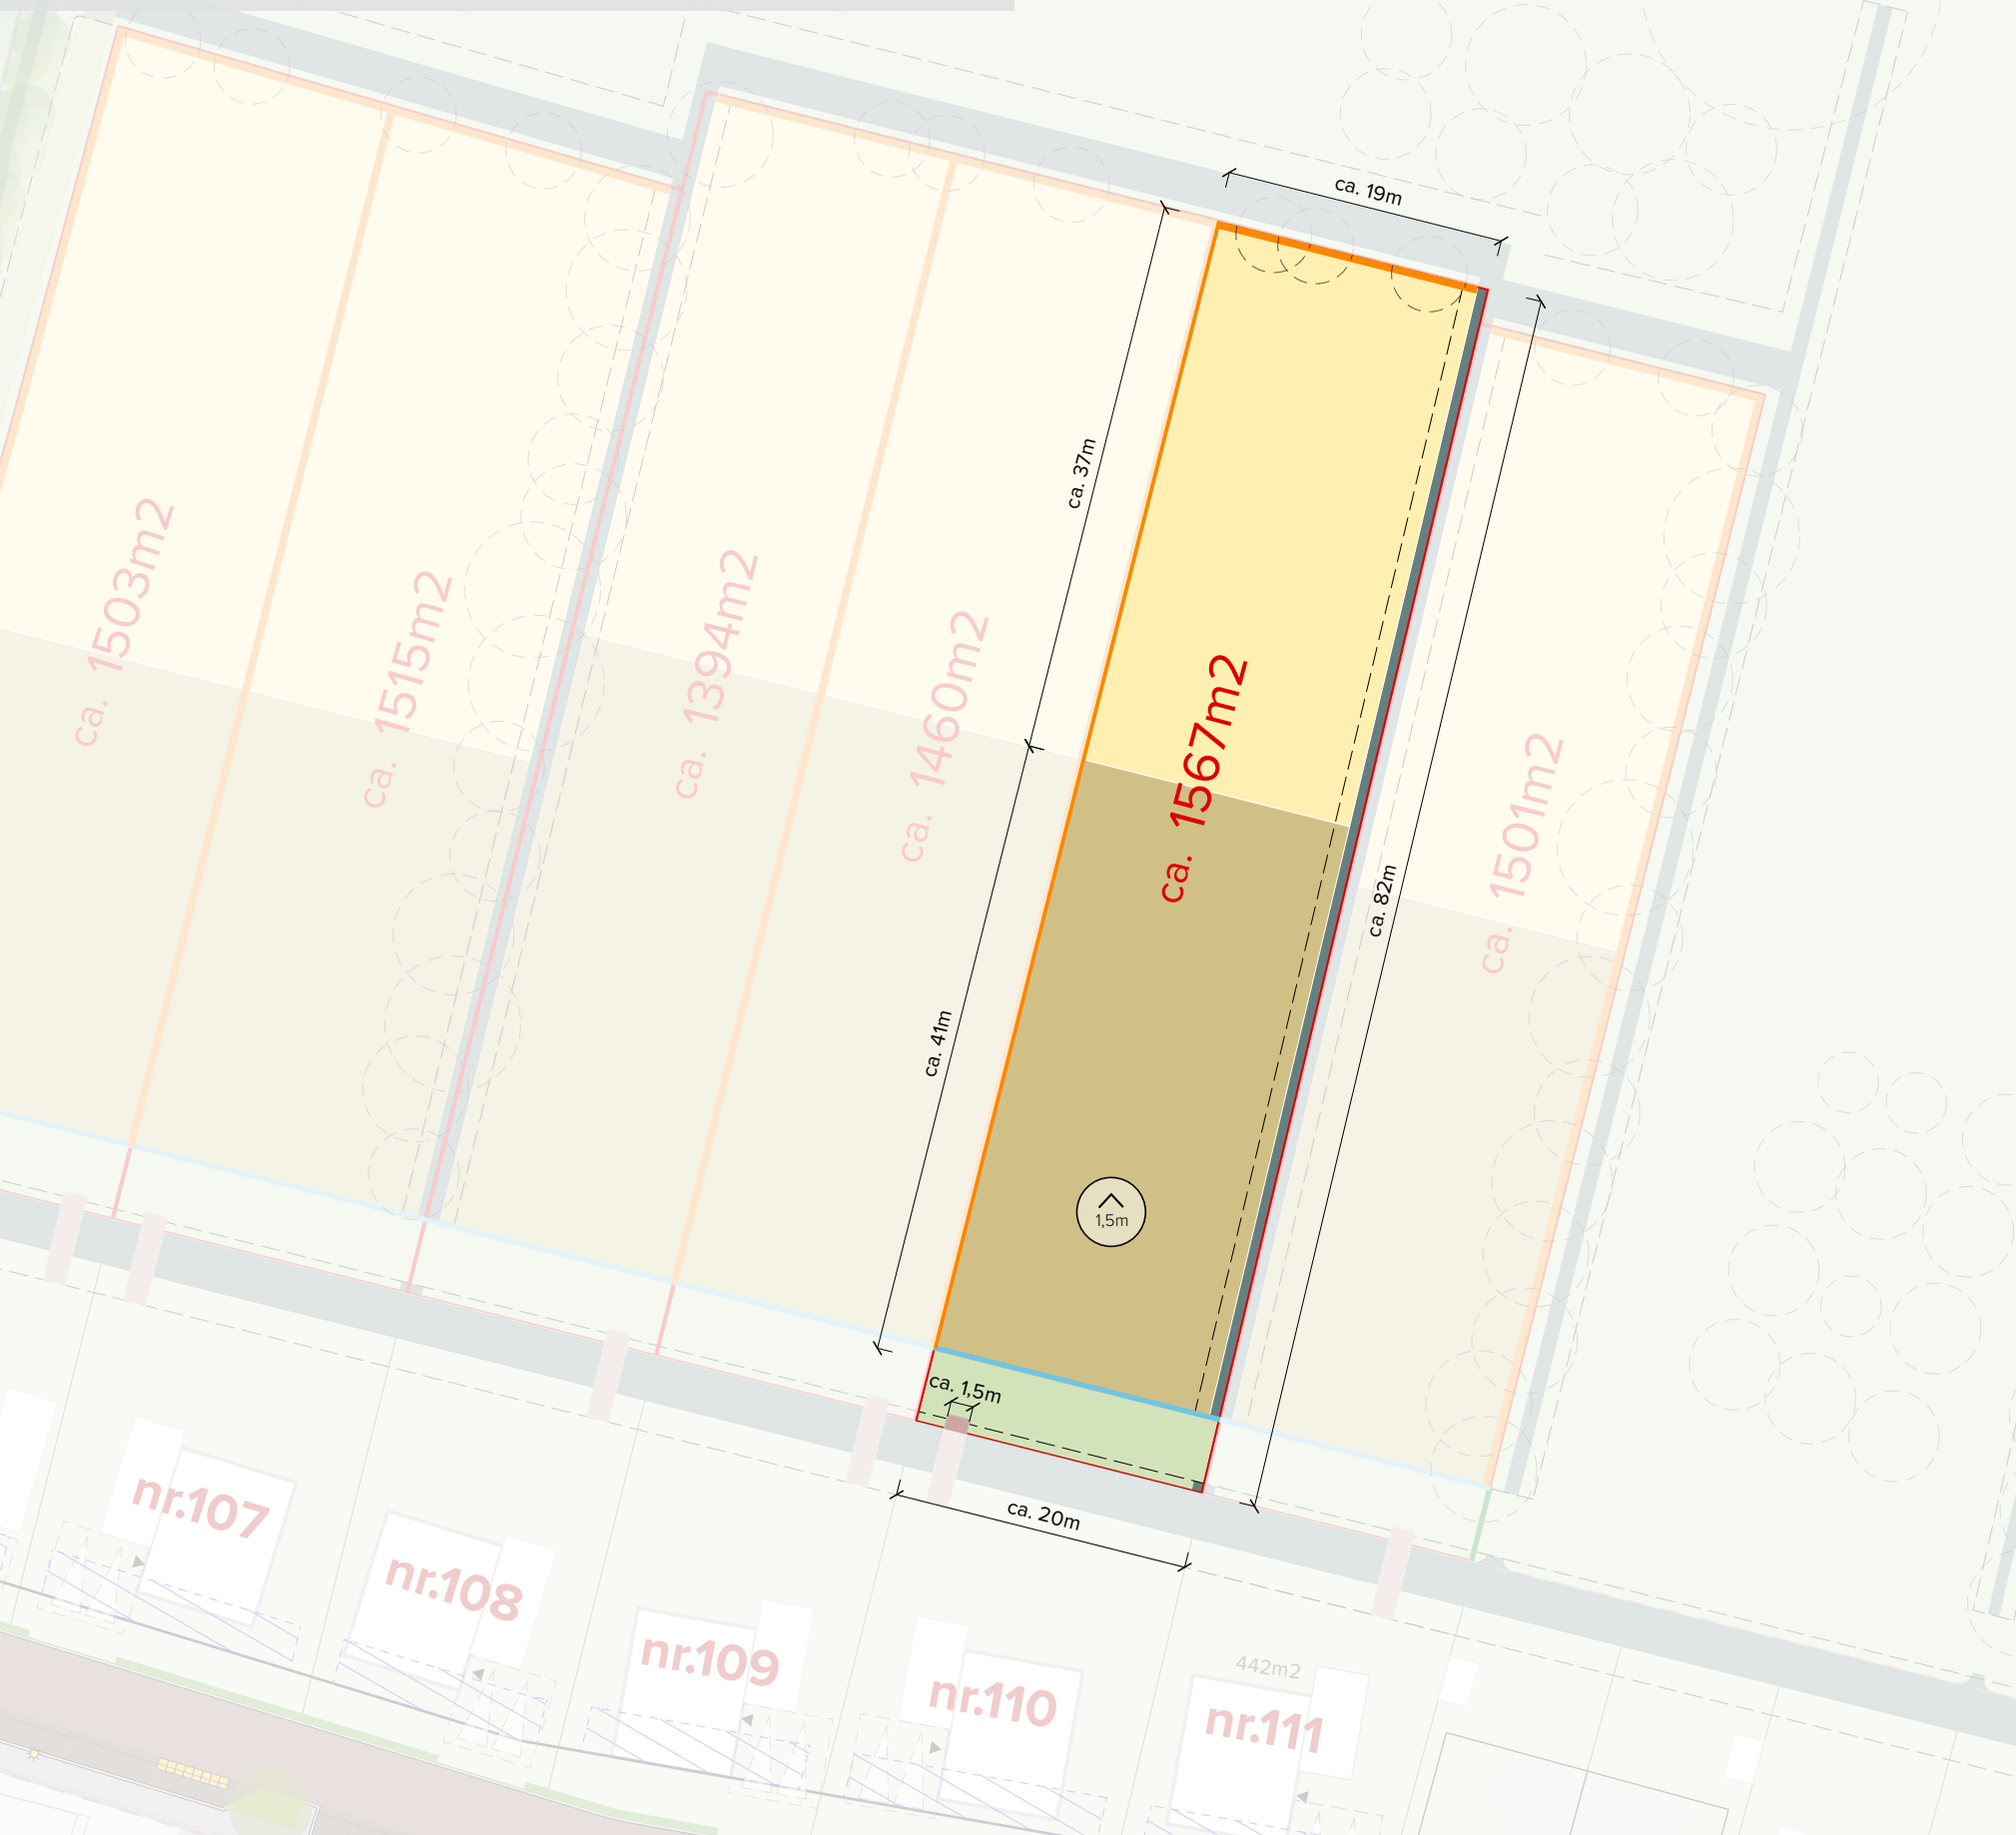 ca. 19m
ca. 37m
ca. 1503m2
ca. 1515m2
ca. 1394m2
ca. 1460m2
ca. 1567m2
ca. 1501m2
ca. 82m
ca. 41m
1,5m
ca. 1,5m
ca. 20m
nr.107
nr.108
nr.109
nr.110
442m2
nr.111